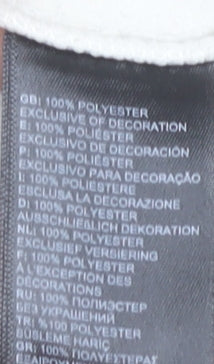 GB: 100% POLYESTER
EXCLUSIVE OF DECORATION
E: 100% POLIÉSTER
EXCLUSIVO DE DECORACIÓN
P: 100% POLIÉSTER
EXCLUSIVO PARA DECORAÇÃO
I: 100% POLIESTERE
ESCLUSA LA DECORAZIONE
D: 100% POLYESTER
AUSSCHLIEßLICH DEKORATION
NL: 100% POLYESTER
EXCLUSIEF VERSIERING
F: 100% POLYESTER
À L'EXCEPTION DES
DÉCORATIONS
RU: 100% ПОЛИЭСТЕР
БЕЗ УКРАШЕНИЙ
TR: %100 POLYESTER
SÜSLEME HARİÇ
GR: 100% ΠΟΛΥΕΣΤΕΡΑΣ